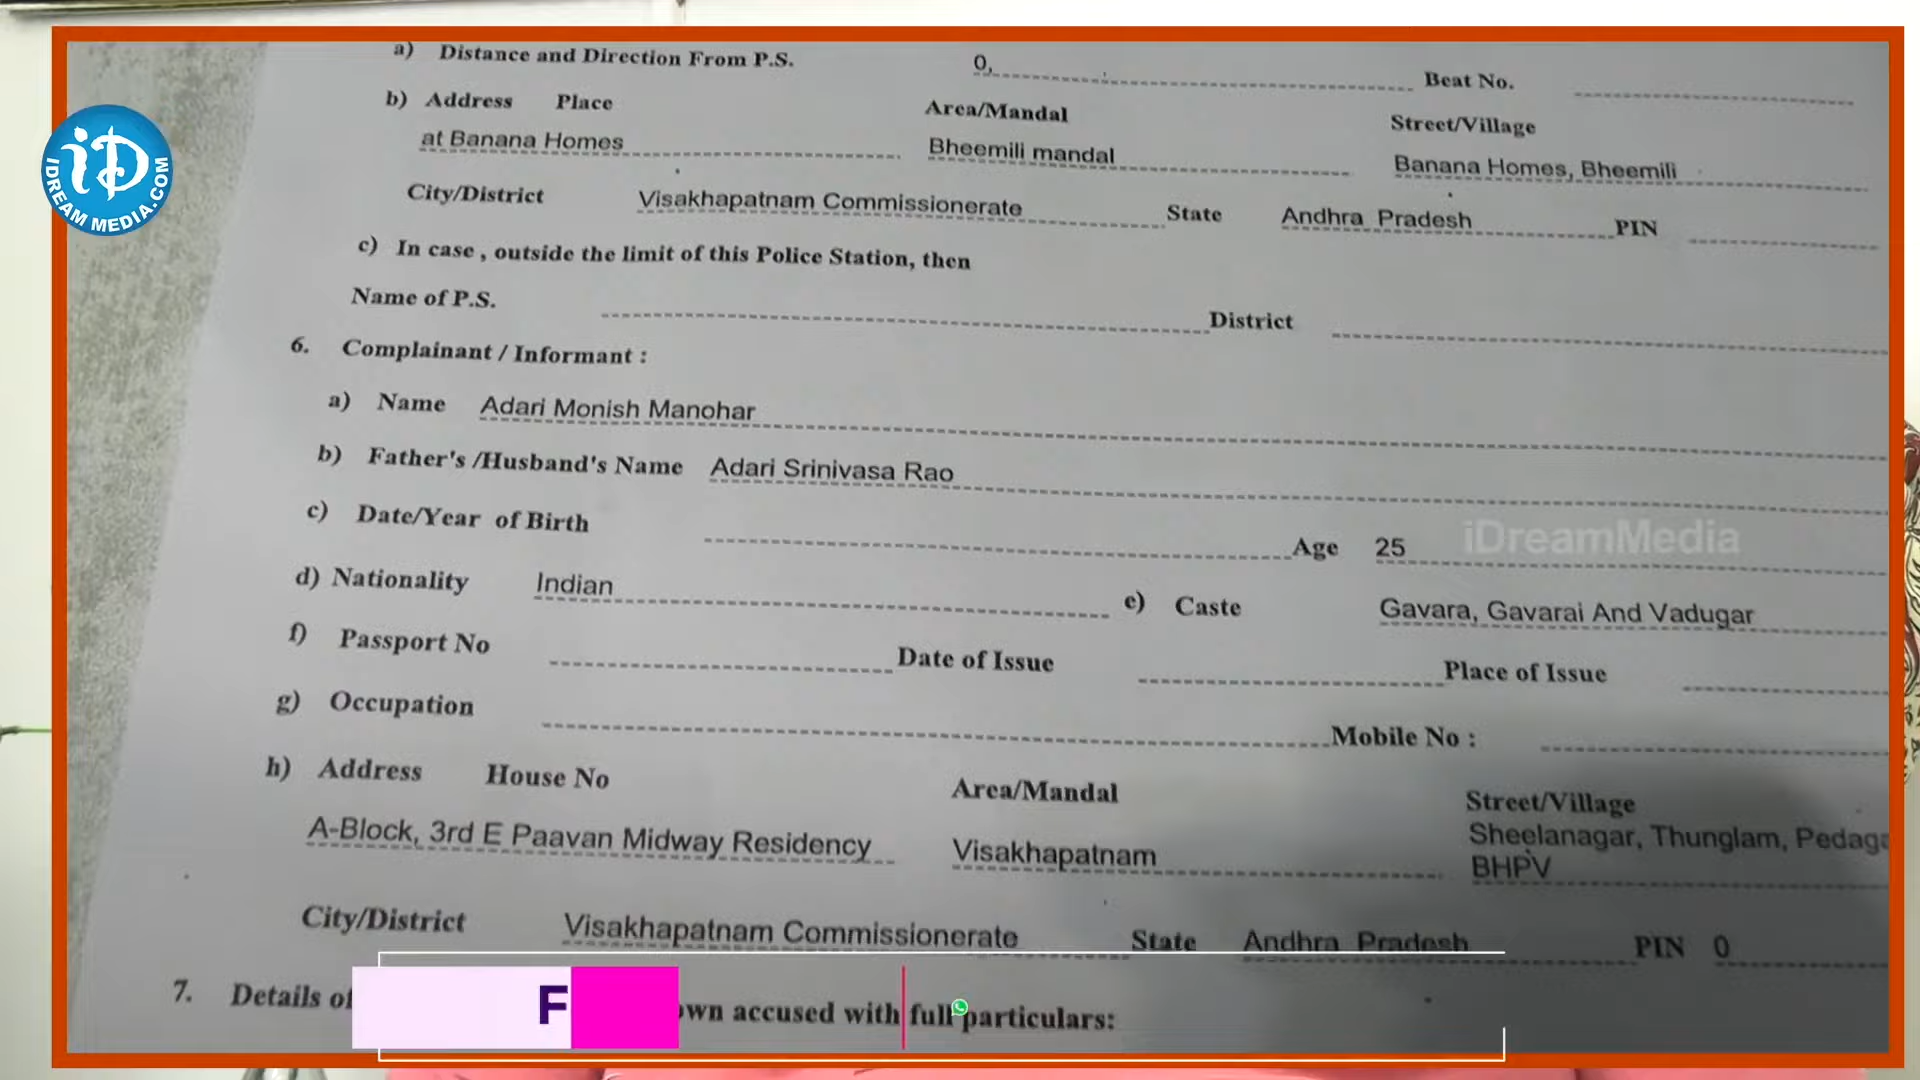 a) Distance and Direction From P.S. 0, Beat No.
b) Address Place Area/Mandal Street/Village
at Banana Homes Bheemili mandal Banana Homes, Bheemili
City/District Visakhapatnam Commissionerate State Andhra Pradesh PIN
c) In case , outside the limit of this Police Station, then
Name of P.S. District
6. Complainant / Informant :
a) Name Adari Monish Manohar
b) Father's /Husband's Name Adari Srinivasa Rao
c) Date/Year of Birth Age 25
d) Nationality Indian e) Caste Gavara, Gavarai And Vadugar
f) Passport No Date of Issue Place of Issue
g) Occupation Mobile No :
h) Address House No Area/Mandal Street/Village
A-Block, 3rd E Paavan Midway Residency Visakhapatnam Sheelanagar, Thunglam,
BHPV
City/District Visakhapatnam Commissionerate State Andhra Pradesh PIN 0
7. Details accused with full particulars:
F
iD
IDREAM MEDIA.COM
iDreamMedia